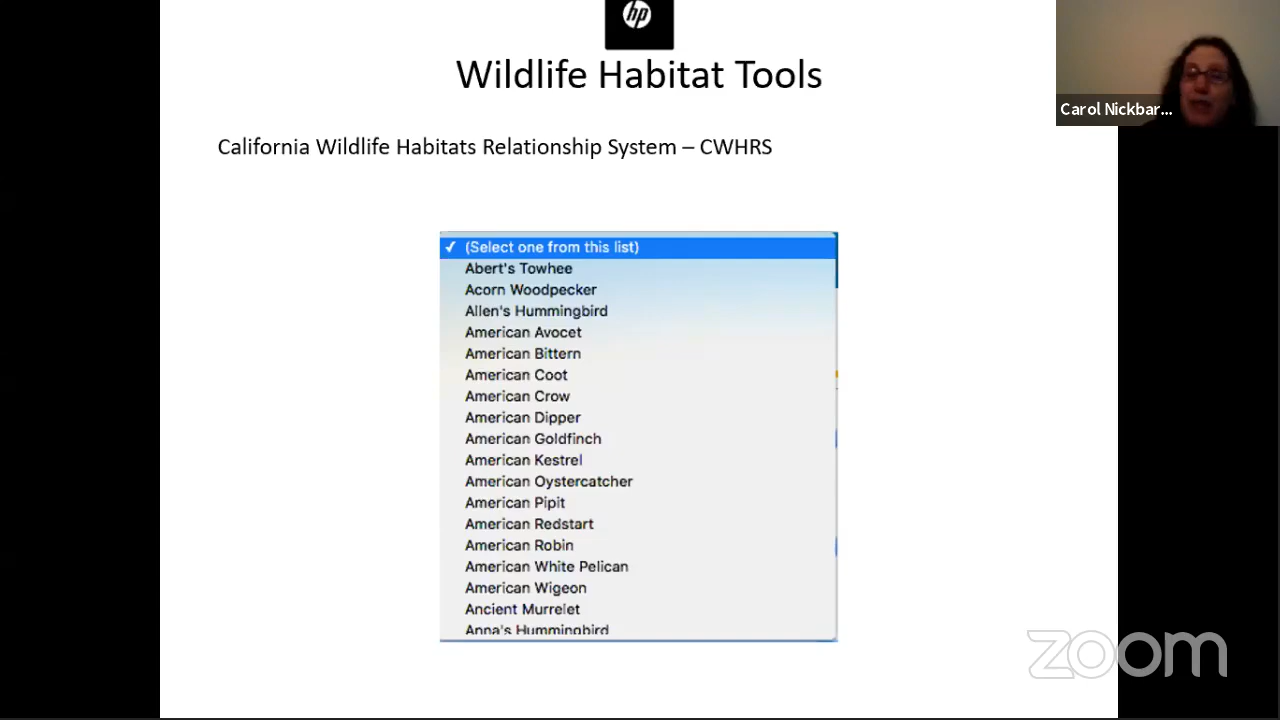 hp
Wildlife Habitat Tools
Carol Nickbar...
California Wildlife Habitats Relationship System – CWHRS
✓ (Select one from this list)
Abert's Towhee
Acorn Woodpecker
Allen's Hummingbird
American Avocet
American Bittern
American Coot
American Crow
American Dipper
American Goldfinch
American Kestrel
American Oystercatcher
American Pipit
American Redstart
American Robin
American White Pelican
American Wigeon
Ancient Murrelet
Anna's Hummingbird
zoom